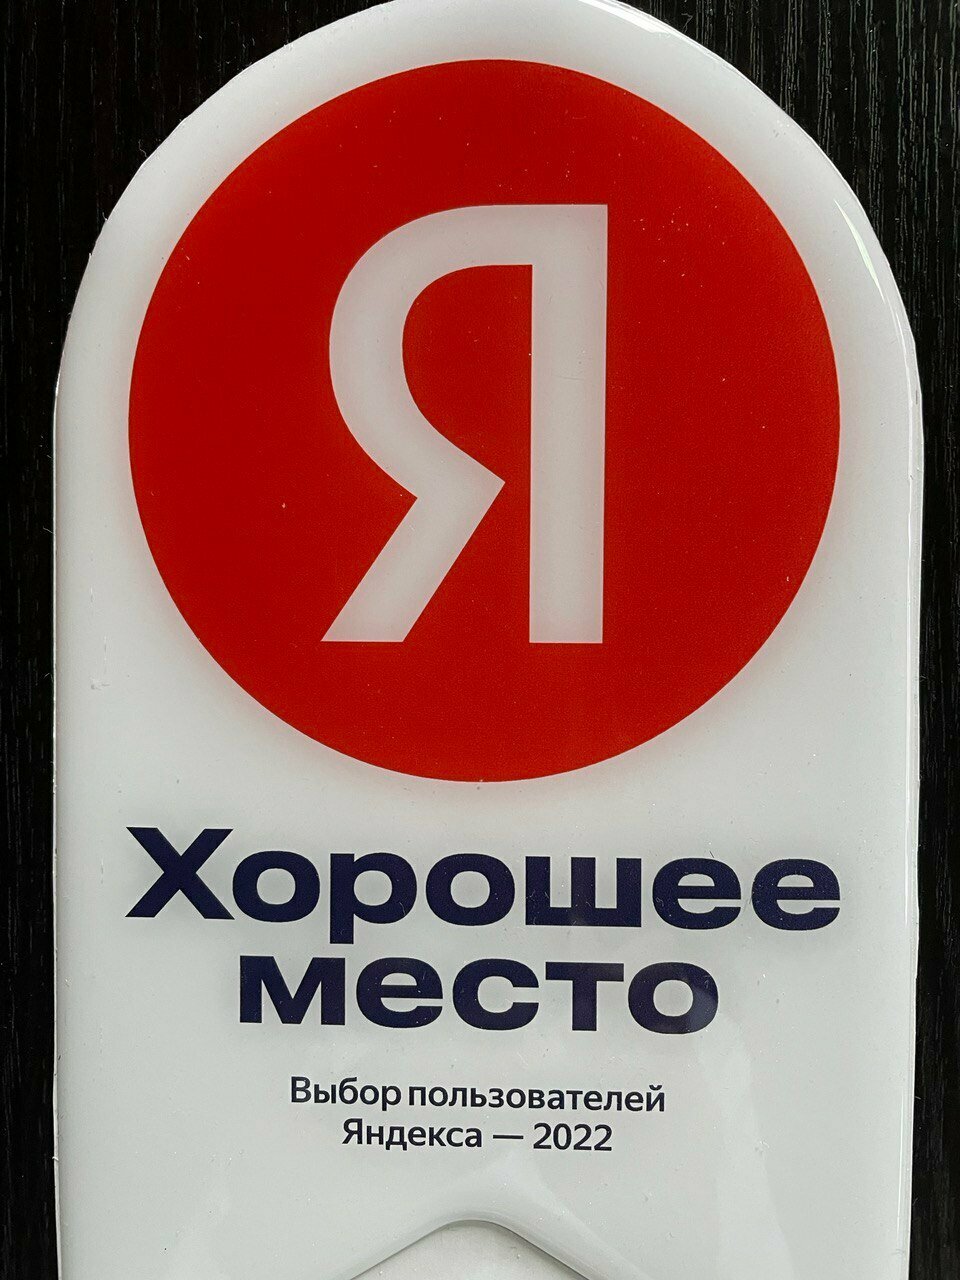 Я
Хорошее
место
Выбор пользователей
Яндекса — 2022